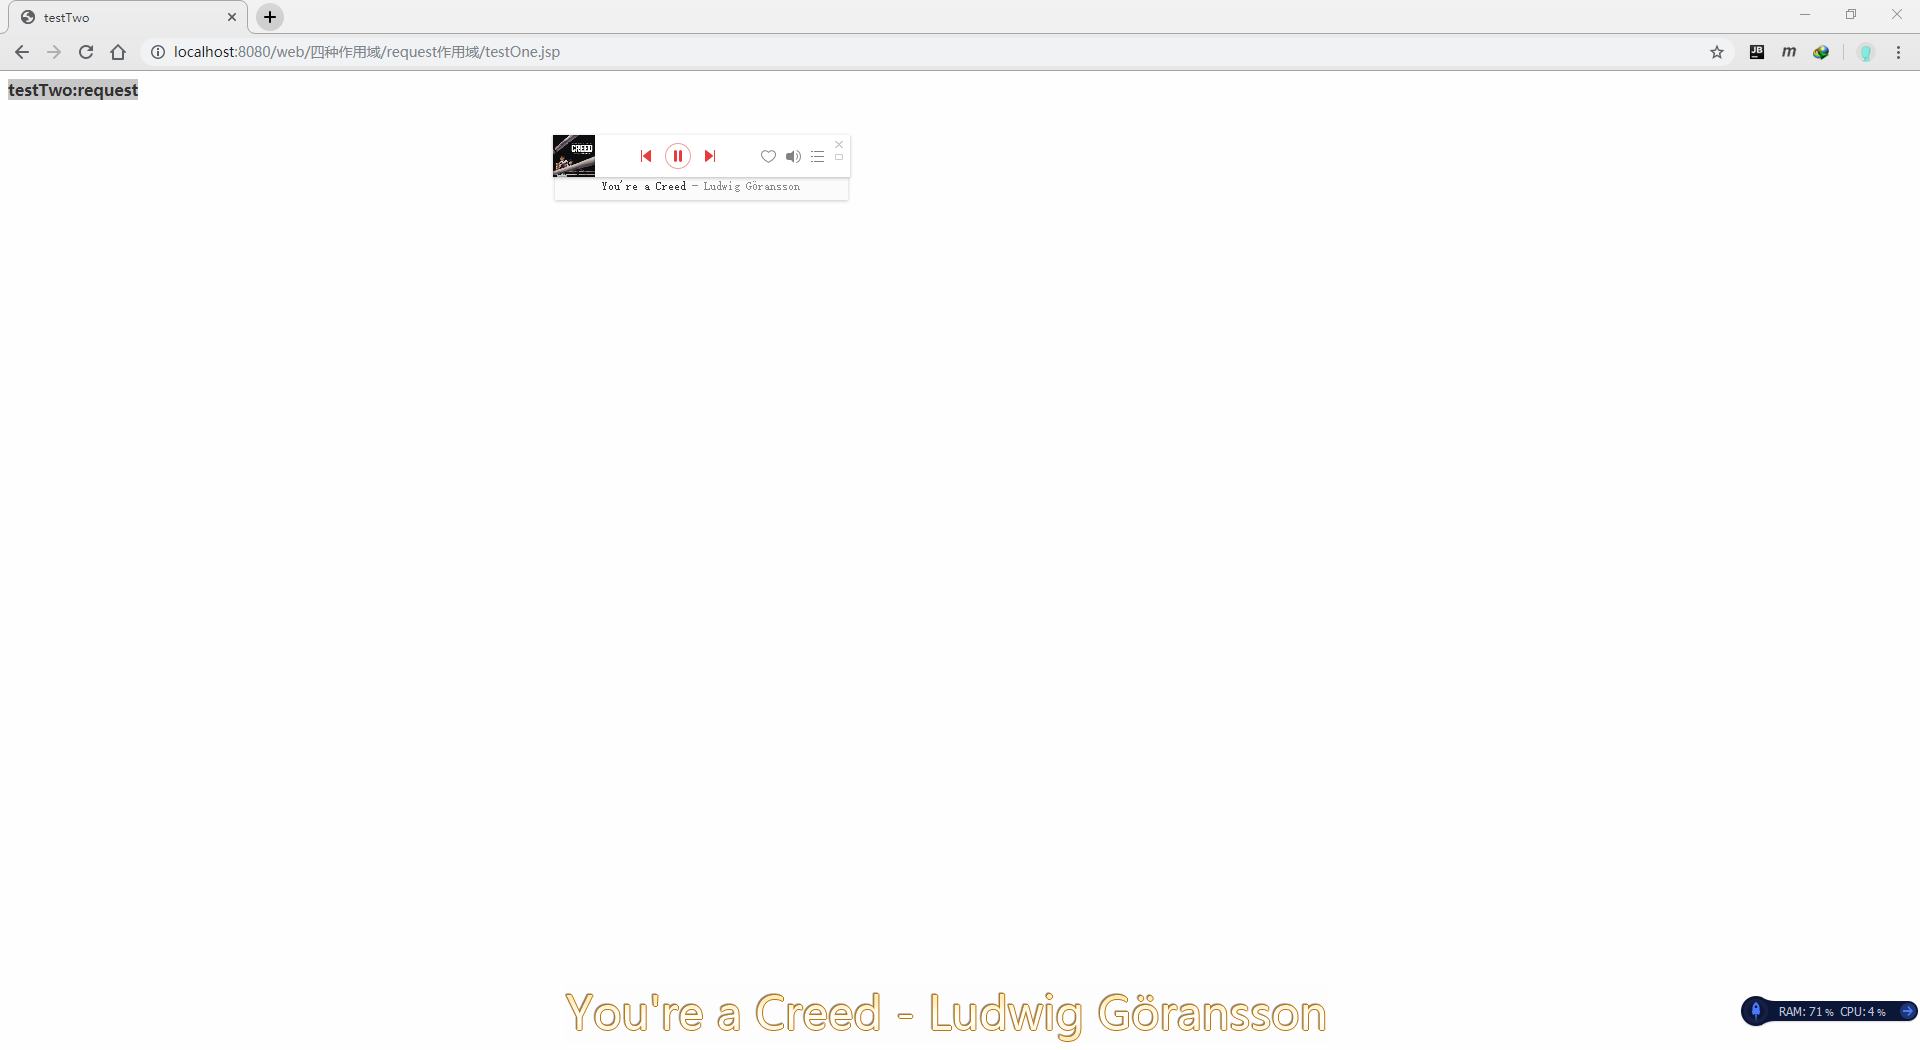 testTwo
localhost:8080/web/四种作用域/request作用域/testOne.jsp
JB
m
testTwo:request
CREED
You're a Creed - Ludwig Göransson
You're a Creed - Ludwig Göransson
RAM: 71 % CPU: 4 %